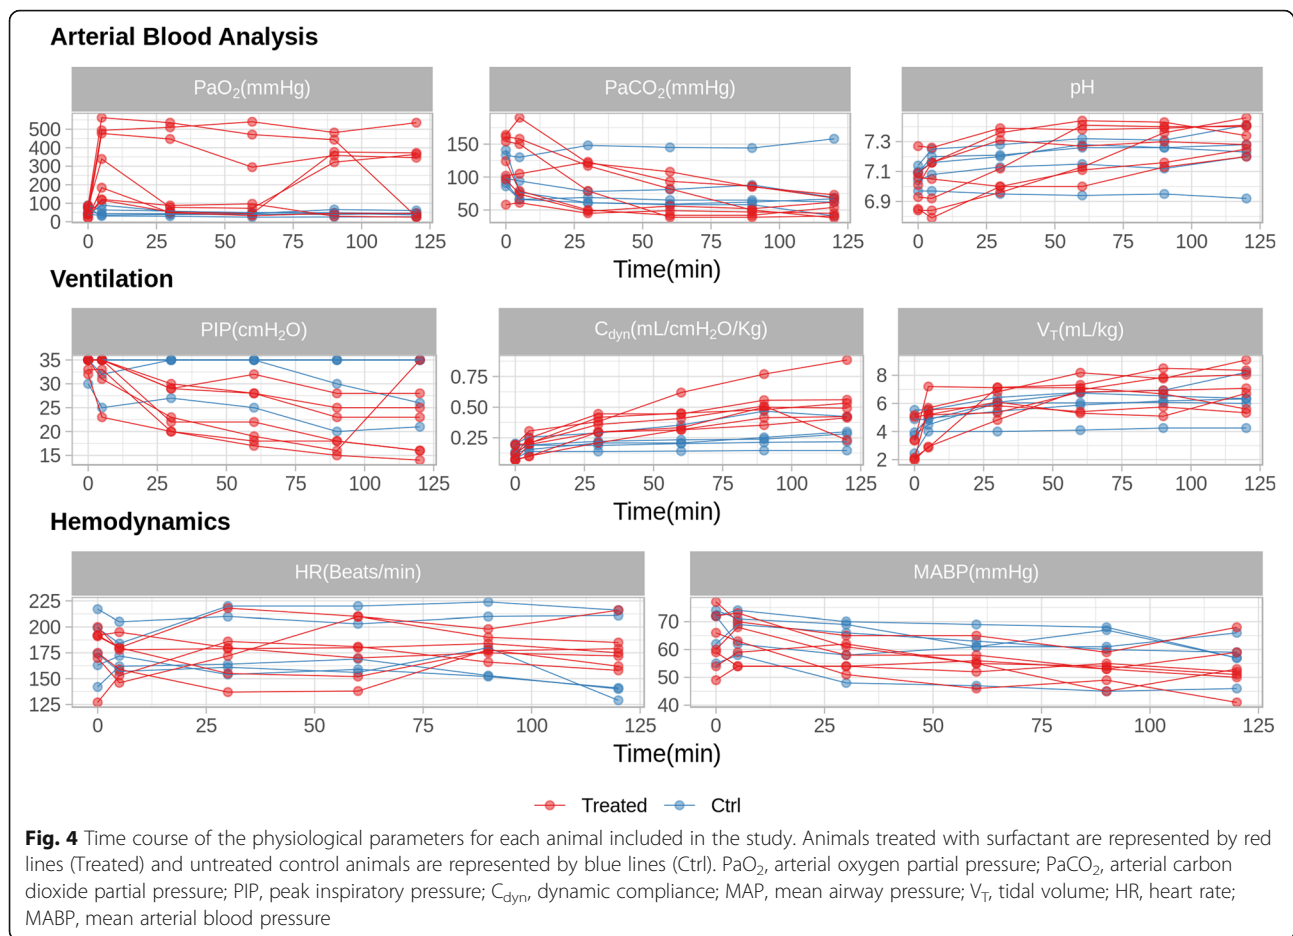 Arterial Blood Analysis
PaO₂(mmHg) PaCO₂(mmHg) pH
500
400
300
200
100
0
0 25 50 75 100 125
150
100
50
0 25 50 75 100 125
7.3
7.1
6.9
0 25 50 75 100 125
Time(min)
Ventilation
PIP(cmH₂O) Cdyn(mL/cmH₂O/Kg) VT(mL/kg)
35
30
25
20
15
0 25 50 75 100 125
0.75
0.50
0.25
0 25 50 75 100 125
8
6
4
2
0 25 50 75 100 125
Time(min)
Hemodynamics
HR(Beats/min) MABP(mmHg)
225
200
175
150
125
0 25 50 75 100 125
70
60
50
40
0 25 50 75 100 125
Time(min)
Treated Ctrl
Fig. 4 Time course of the physiological parameters for each animal included in the study. Animals treated with surfactant are represented by red
lines (Treated) and untreated control animals are represented by blue lines (Ctrl). PaO₂, arterial oxygen partial pressure; PaCO₂, arterial carbon
dioxide partial pressure; PIP, peak inspiratory pressure; Cdyn, dynamic compliance; MAP, mean airway pressure; VT, tidal volume; HR, heart rate;
MABP, mean arterial blood pressure